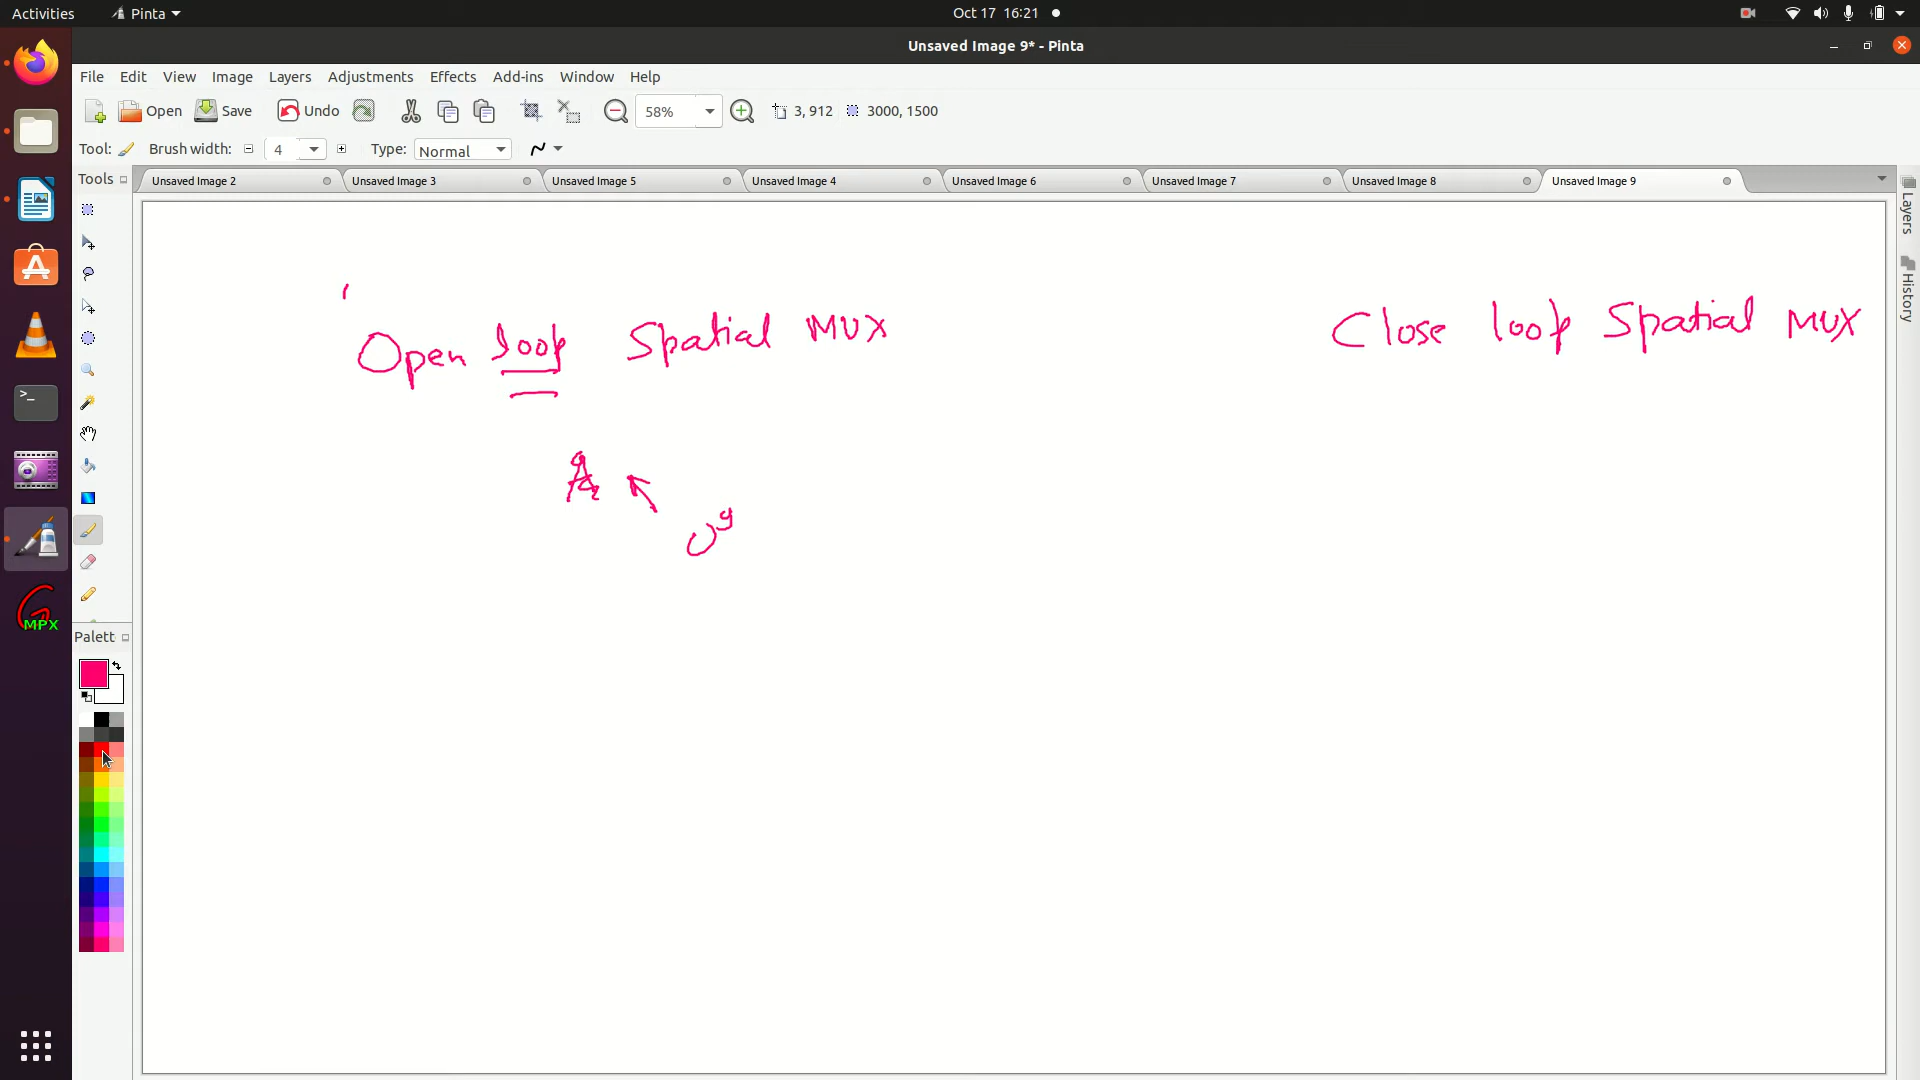 Activities Pinta Oct 17 16:21
Unsaved Image 9* - Pinta
File Edit View Image Layers Adjustments Effects Add-ins Window Help
Open Save Undo 58% 3, 912 3000, 1500
Tool: Brush width: 4 Type: Normal
Tools Unsaved Image 2 Unsaved Image 3 Unsaved Image 5 Unsaved Image 4 Unsaved Image 6 Unsaved Image 7 Unsaved Image 8 Unsaved Image 9
Layers
History
Open loop Spatial MUX
Close loop Spatial MUX
>_
MPX
Palett